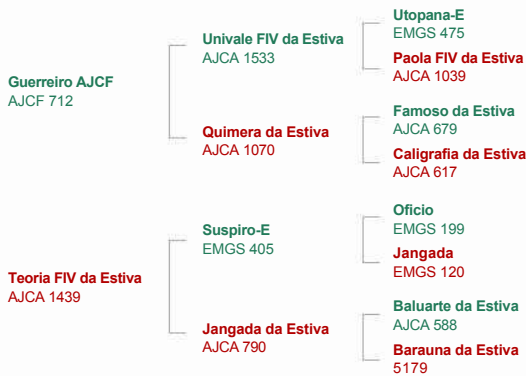 Guerreiro AJCF
AJCF 712
Univale FIV da Estiva
AJCA 1533
Utopana-E
EMGS 475
Paola FIV da Estiva
AJCA 1039
Quimera da Estiva
AJCA 1070
Famoso da Estiva
AJCA 679
Caligrafia da Estiva
AJCA 617
Teoria FIV da Estiva
AJCA 1439
Suspiro-E
EMGS 405
Oficio
EMGS 199
Jangada
EMGS 120
Jangada da Estiva
AJCA 790
Baluarte da Estiva
AJCA 588
Barauna da Estiva
5179